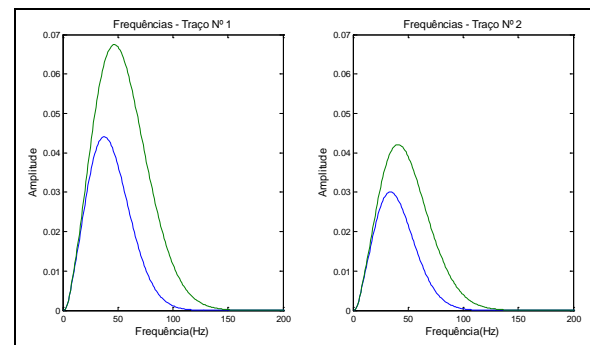 Frequências - Traço Nº 1
0.07
0.06
0.05
0.04
0.03
0.02
0.01
0
Amplitude
0 50 100 150 200
Frequência(Hz)
Frequências - Traço Nº 2
0.07
0.06
0.05
0.04
0.03
0.02
0.01
0
Amplitude
0 50 100 150 200
Frequência(Hz)